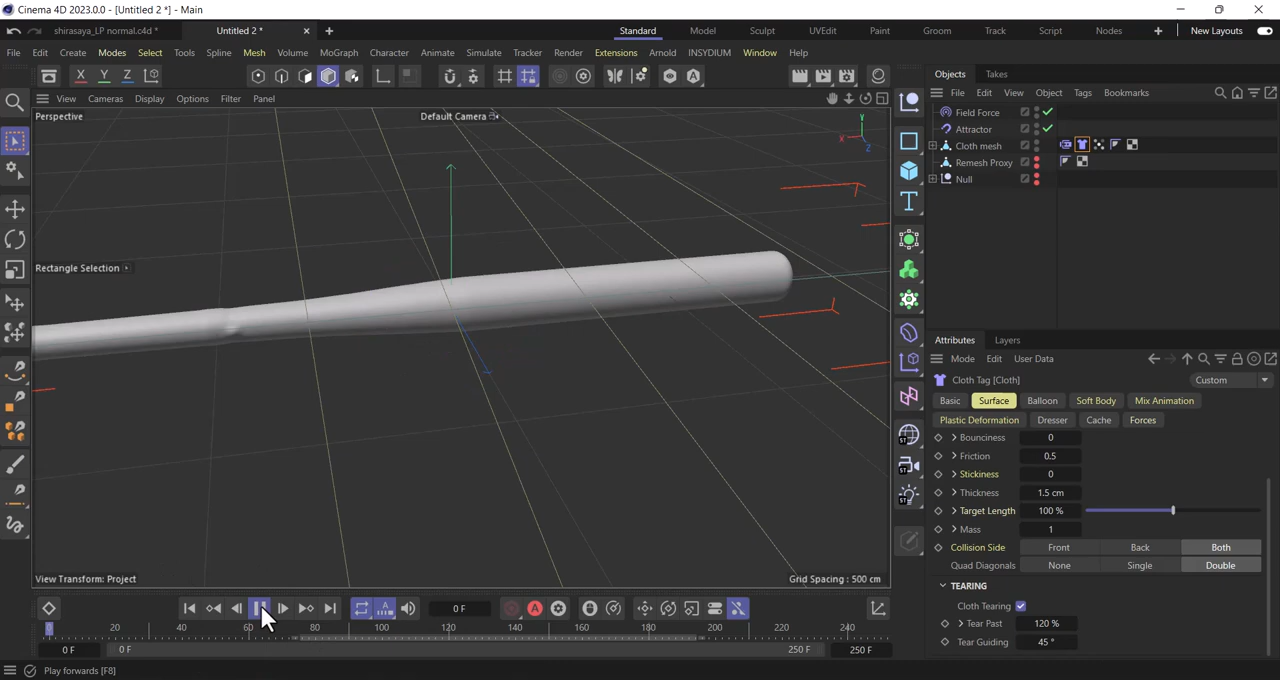 Cinema 4D 2023.0.0 - [Untitled 2 *] - Main
shirasaya_LP normal.c4d * Untitled 2 * Standard Model Sculpt UVEdit Paint Groom Track Script Nodes New Layouts
File Edit Create Modes Select Tools Spline Mesh Volume MoGraph Character Animate Simulate Tracker Render Extensions Arnold INSYDIUM Window Help
X Y Z
Objects Takes
View Cameras Display Options Filter Panel
File Edit View Object Tags Bookmarks
Perspective
Default Camera
Y
X
Z
Field Force
Attractor
Cloth mesh
Remesh Proxy
Null
Rectangle Selection
T
ST
ST
ST
Attributes Layers
Mode Edit User Data
Cloth Tag [Cloth] Custom
Basic Surface Balloon Soft Body Mix Animation
Plastic Deformation Dresser Cache Forces
Bounciness 0
Friction 0.5
Stickiness 0
Thickness 1.5 cm
Target Length 100 %
Mass 1
Collision Side Front Back Both
Quad Diagonals None Single Double
TEARING
Cloth Tearing
Tear Past 120 %
Tear Guiding 45 °
View Transform: Project
Grid Spacing : 500 cm
A 0 F A
0 20 40 60 80 100 120 140 160 180 200 220 240
0 F 0 F 250 F 250 F
Play forwards [F8]